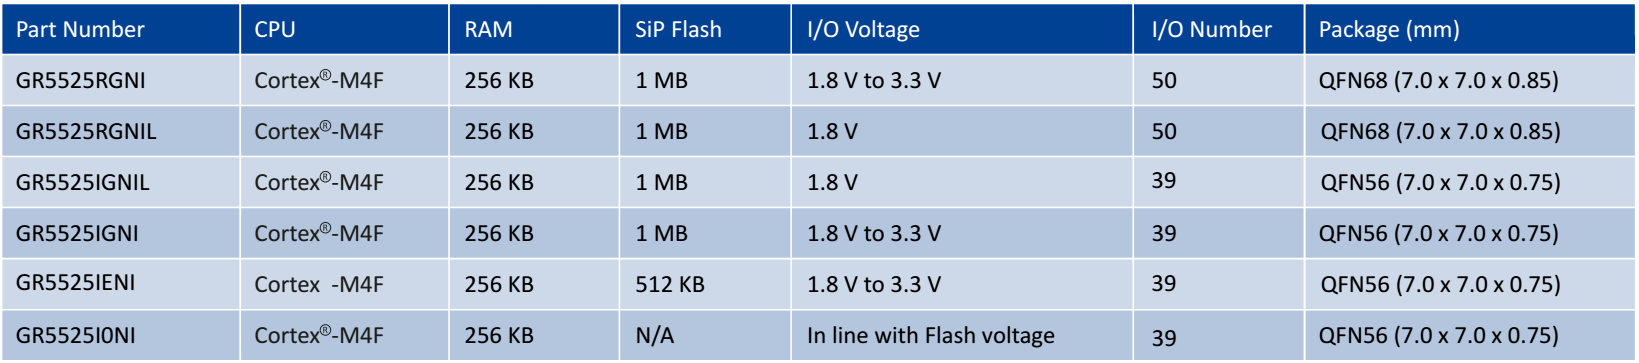 Part Number CPU RAM SiP Flash I/O Voltage I/O Number Package (mm)
GR5525RGNI Cortex®-M4F 256 KB 1 MB 1.8 V to 3.3 V 50 QFN68 (7.0 x 7.0 x 0.85)
GR5525RGNIL Cortex®-M4F 256 KB 1 MB 1.8 V 50 QFN68 (7.0 x 7.0 x 0.85)
GR5525IGNIL Cortex®-M4F 256 KB 1 MB 1.8 V 39 QFN56 (7.0 x 7.0 x 0.75)
GR5525IGNI Cortex®-M4F 256 KB 1 MB 1.8 V to 3.3 V 39 QFN56 (7.0 x 7.0 x 0.75)
GR5525IENI Cortex -M4F 256 KB 512 KB 1.8 V to 3.3 V 39 QFN56 (7.0 x 7.0 x 0.75)
GR5525I0NI Cortex®-M4F 256 KB N/A In line with Flash voltage 39 QFN56 (7.0 x 7.0 x 0.75)